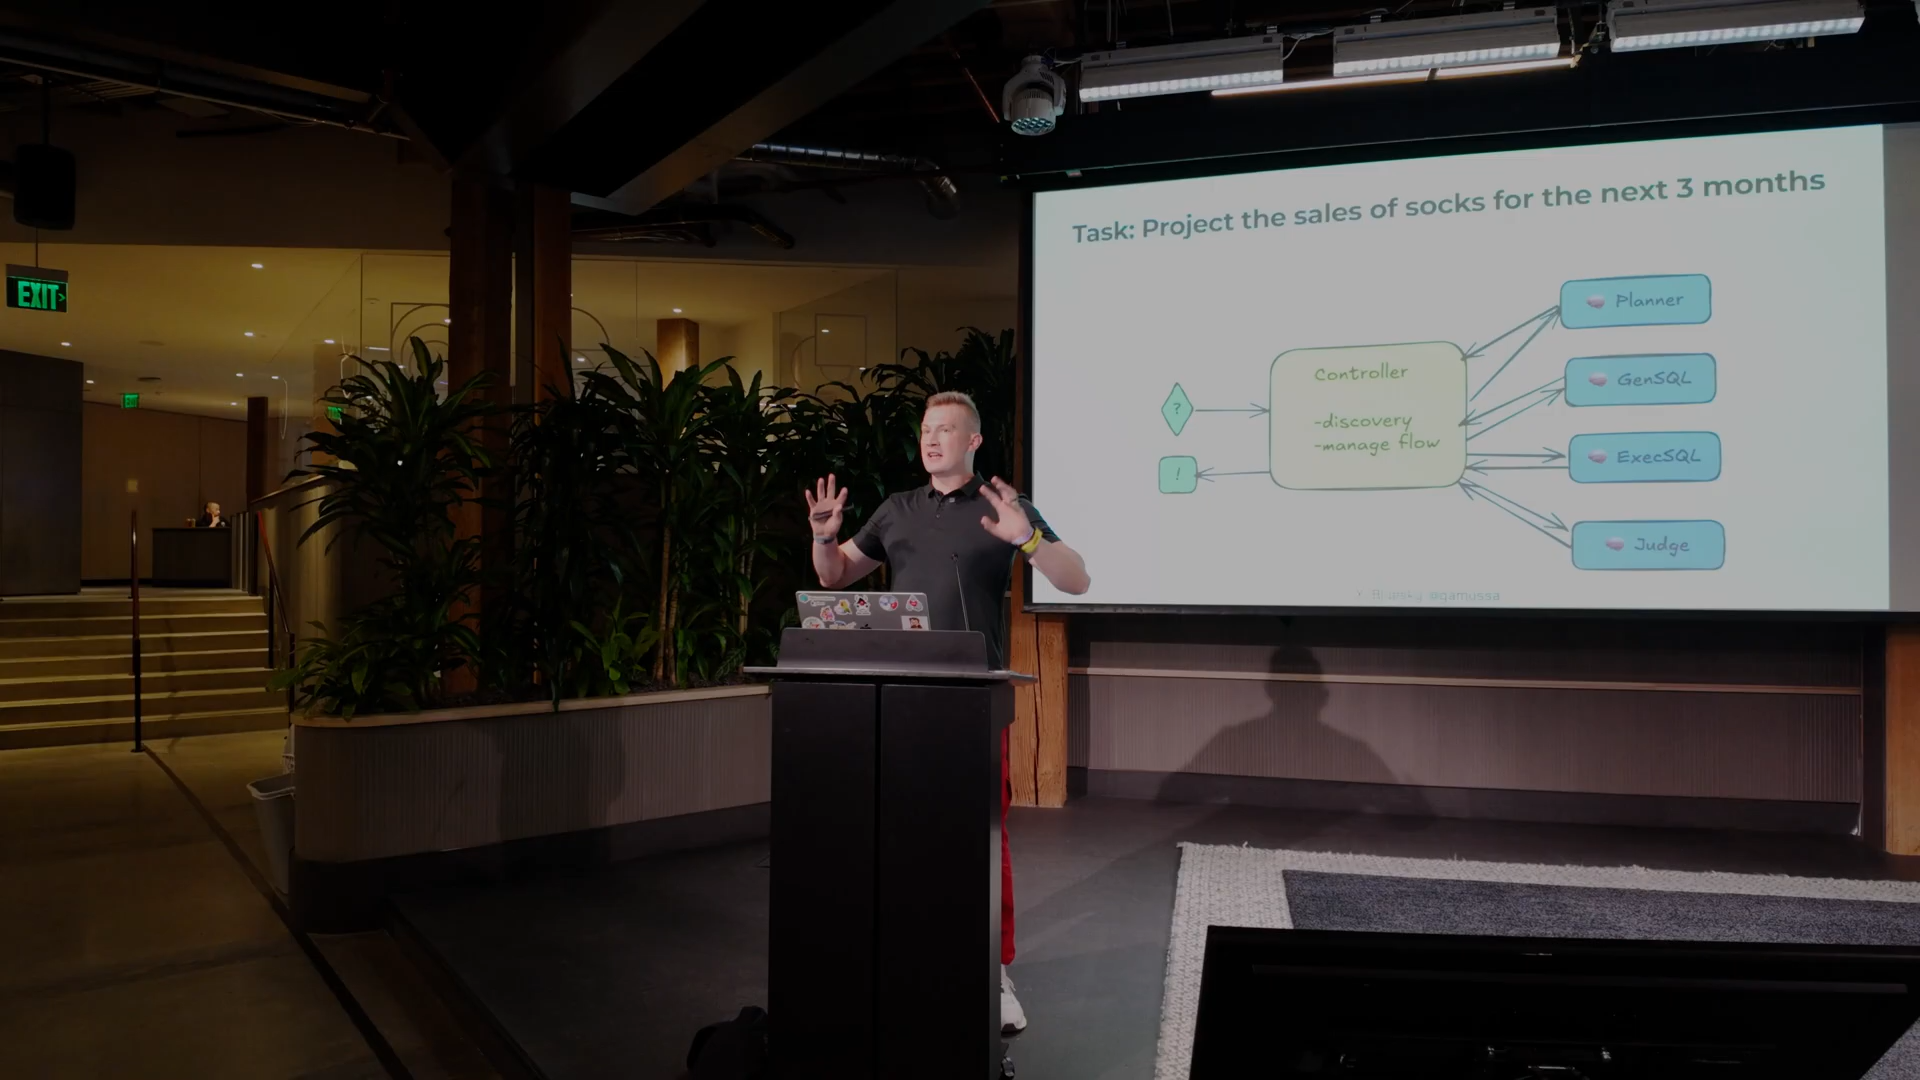 EXIT
Task: Project the sales of socks for the next 3 months
Planner
Controller
GenSQL
?
-discovery
-manage flow
ExecSQL
!
Judge
@gamussa